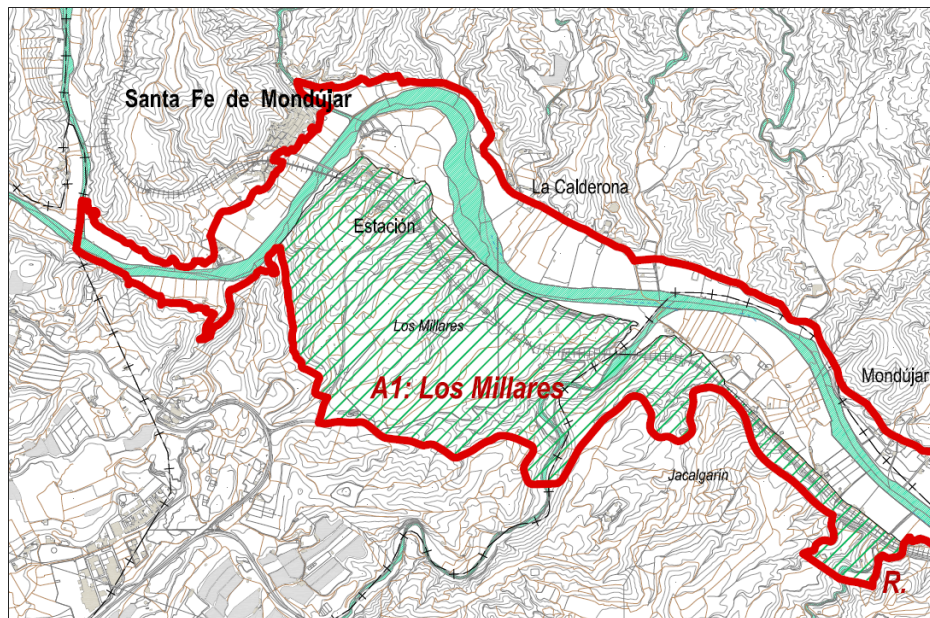 Santa Fe de Mondújar
La Calderona
Estación
Los Millares
A1: Los Millares
Mondújar
Jacalgarín
R.